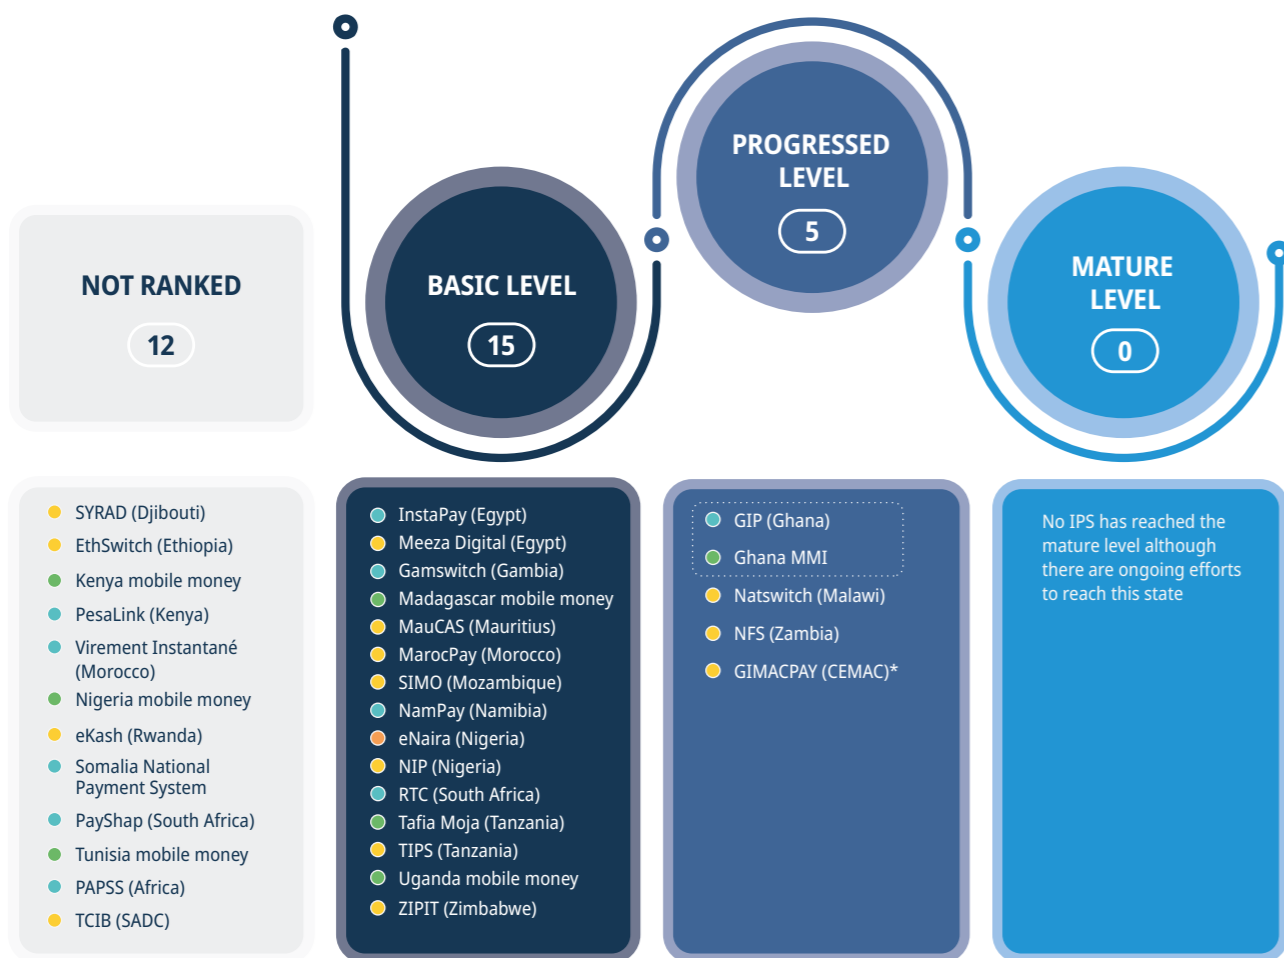 NOT RANKED
12
BASIC LEVEL
15
PROGRESSED
LEVEL
5
MATURE
LEVEL
0
SYRAD (Djibouti)
EthSwitch (Ethiopia)
Kenya mobile money
PesaLink (Kenya)
Virement Instantané
(Morocco)
Nigeria mobile money
eKash (Rwanda)
Somalia National
Payment System
PayShap (South Africa)
Tunisia mobile money
PAPSS (Africa)
TCIB (SADC)
InstaPay (Egypt)
Meeza Digital (Egypt)
Gamswitch (Gambia)
Madagascar mobile money
MauCAS (Mauritius)
MarocPay (Morocco)
SIMO (Mozambique)
NamPay (Namibia)
eNaira (Nigeria)
NIP (Nigeria)
RTC (South Africa)
Tafia Moja (Tanzania)
TIPS (Tanzania)
Uganda mobile money
ZIPIT (Zimbabwe)
GIP (Ghana)
Ghana MMI
Natswitch (Malawi)
NFS (Zambia)
GIMACPAY (CEMAC)*
No IPS has reached the
mature level although
there are ongoing efforts
to reach this state